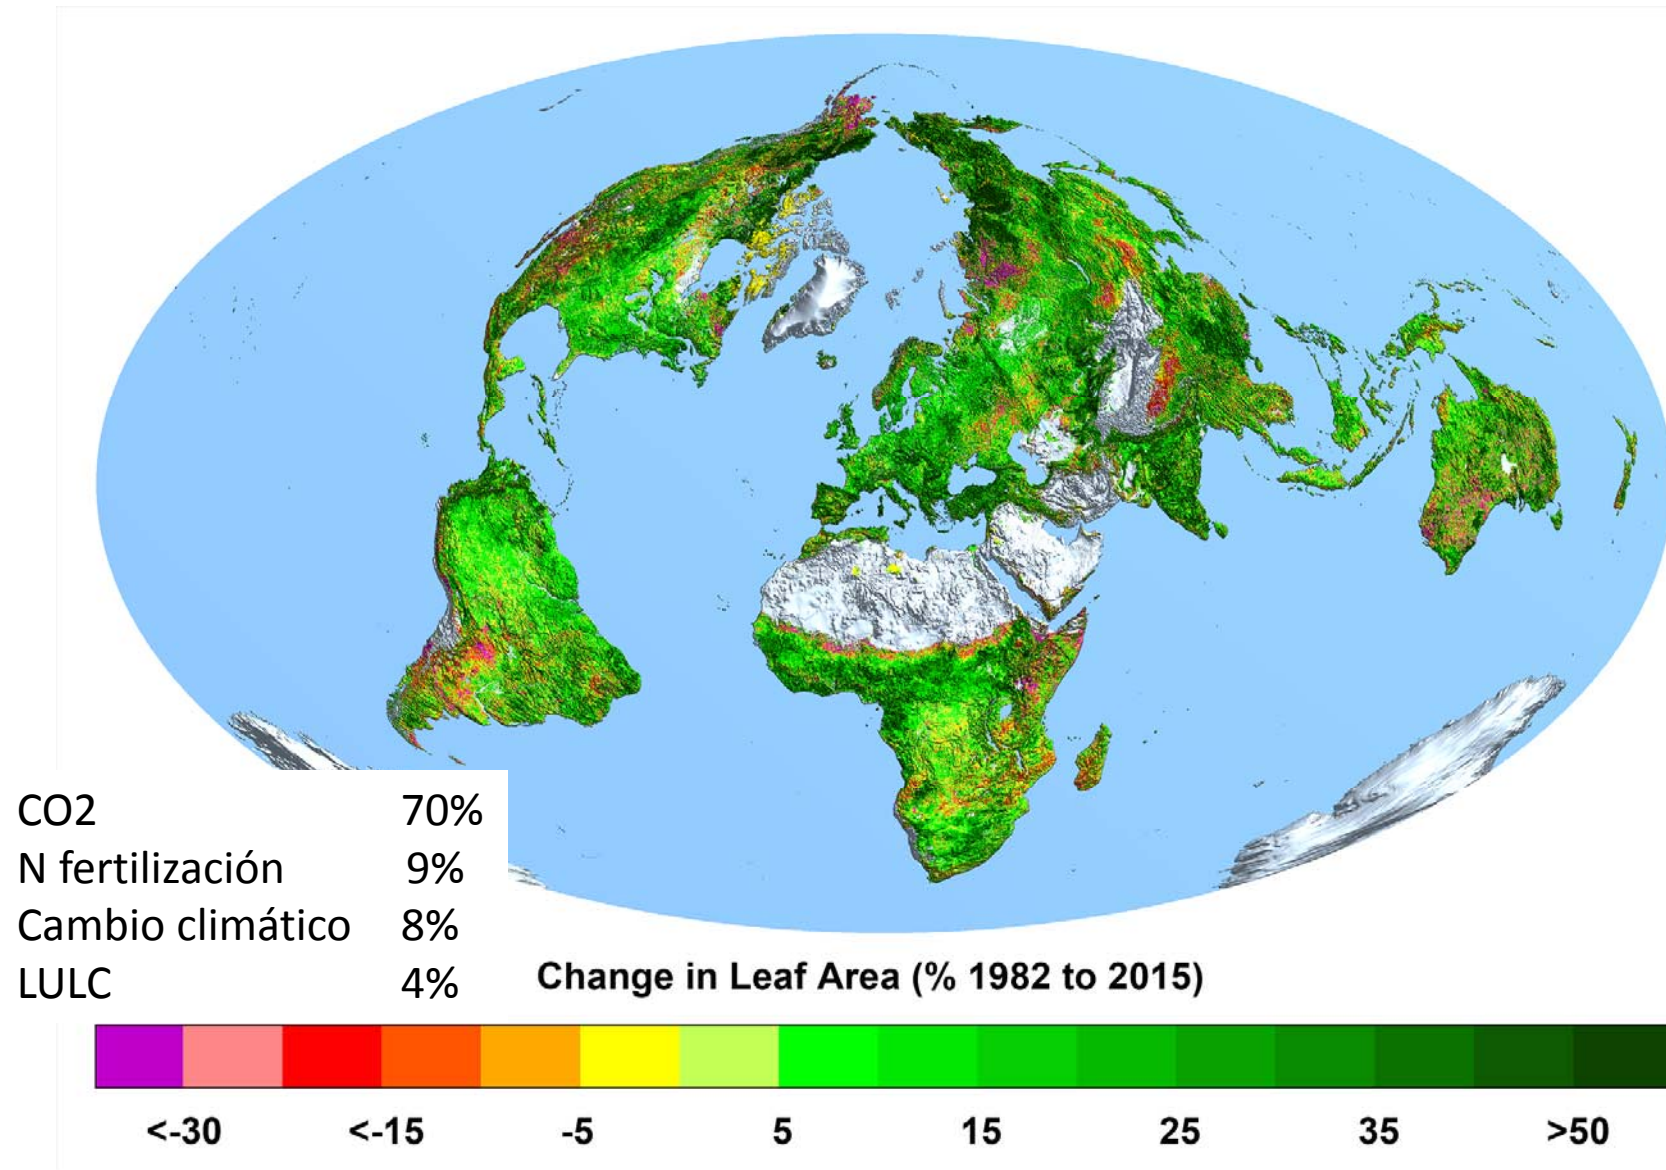 CO2 70%
N fertilización 9%
Cambio climático 8%
LULC 4%
Change in Leaf Area (% 1982 to 2015)
<-30 <-15 -5 5 15 25 35 >50